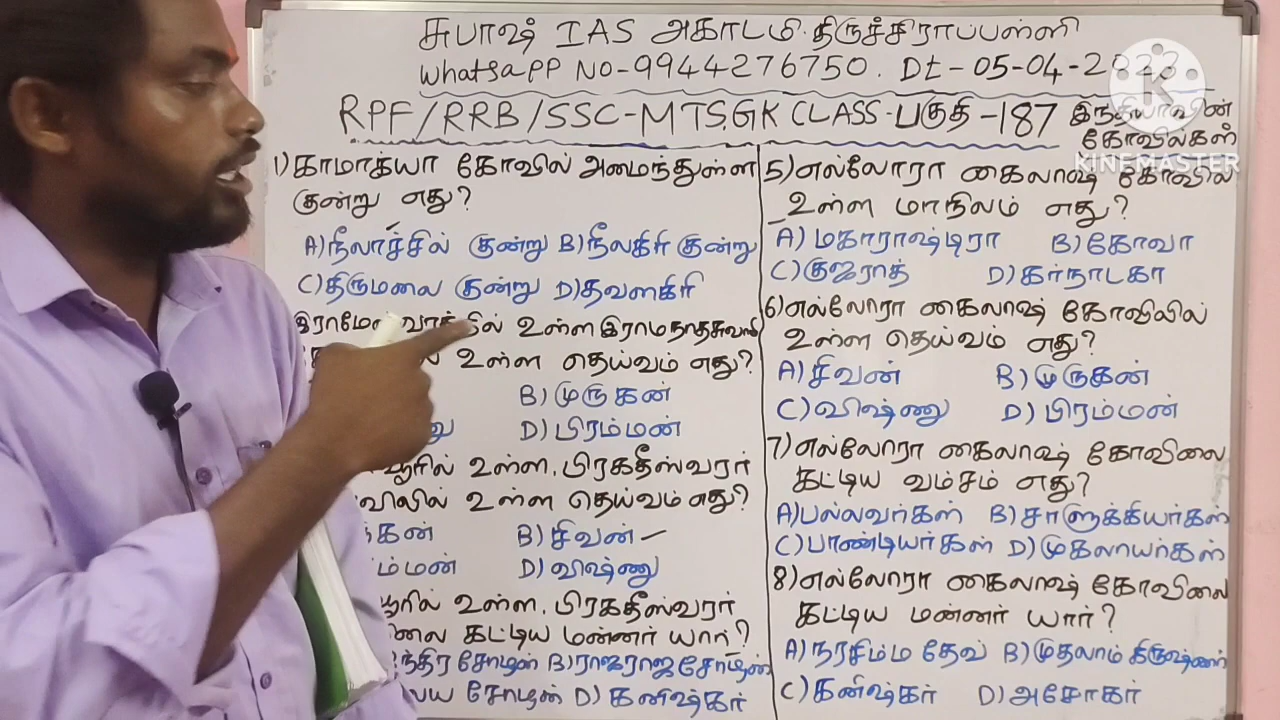 சுபாஷ் IAS அகாடமி. திருச்சிராப்பள்ளி
WhatsAPP NO-9944276750. Dt-05-04-2023
RPF/RRB/SSC-MTS.GK CLASS-பகுதி-187 இந்தியாவின்
கோவில்கள்
KINEMASTER
1) காமாக்யா கோவில் அமைந்துள்ள
குன்று எது?
A) நீலாச்சில் குன்று B) நீலகிரி குன்று
C) திருமலை குன்று D) தவளகிரி
உள்ள இராமநாதசுவாமி
உள்ள தெய்வம் எது?
B) முருகன்
D) பிரம்மன்
உள்ள. பிரகதீஸ்வரர்
உள்ள தெய்வம் எது?
B) சிவன்
D) விஷ்ணு
உள்ள. பிரகதீஸ்வரர்
கட்டிய மன்னர் யார்?
சோழன் B) ராஜராஜ சோழன்
சோழன் D) கனிஷ்கர்
5) எல்லோரா கைலாஷ் கோவில்
உள்ள மாநிலம் எது?
A) மகாராஷ்டிரா B) கோவா
C) குஜராத் D) கர்நாடகா
6) எல்லோரா கைலாஷ் கோவிலில்
உள்ள தெய்வம் எது?
A) சிவன் B) முருகன்
C) விஷ்ணு D) பிரம்மன்
7) எல்லோரா கைலாஷ் கோவிலை
கட்டிய வம்சம் எது?
A) பல்லவர்கள் B) சாளுக்கியர்கள்
C) பாண்டியர்கள் D) முகலாயர்கள்
8) எல்லோரா கைலாஷ் கோவிலை
கட்டிய மன்னர் யார்?
A) நரசிம்ம தேவ் B) முதலாம் கிருஷ்ணர்
C) கனிஷ்கர் D) அசோகர்